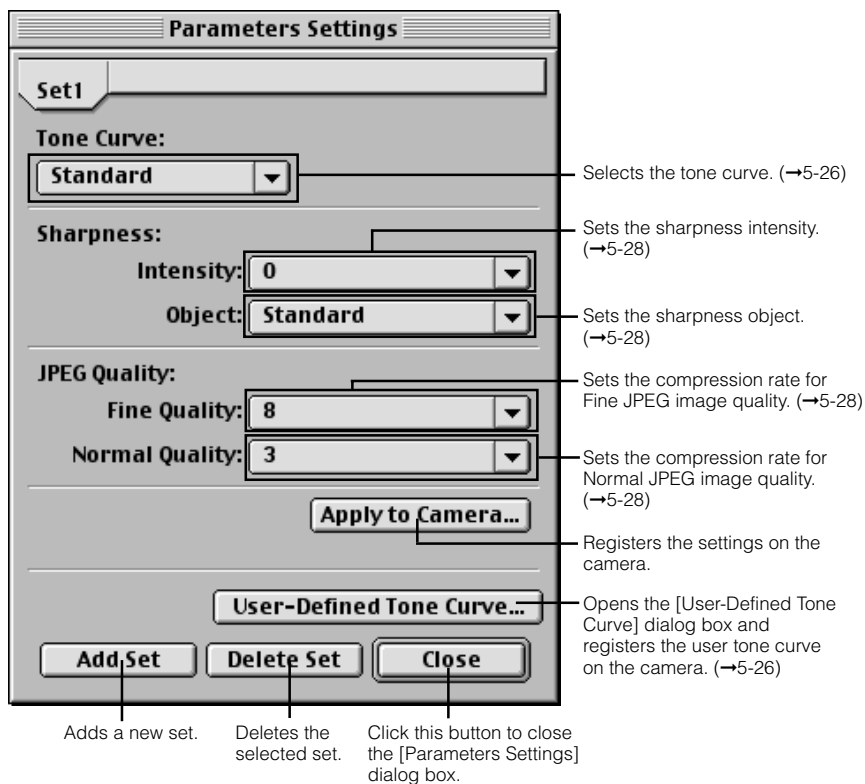 Parameters Settings
Set1
Tone Curve:
Standard
Selects the tone curve. (→5-26)
Sharpness:
Sets the sharpness intensity.
(→5-28)
Intensity: 0
Object: Standard
Sets the sharpness object.
(→5-28)
JPEG Quality:
Sets the compression rate for
Fine JPEG image quality. (→5-28)
Fine Quality: 8
Normal Quality: 3
Sets the compression rate for
Normal JPEG image quality.
(→5-28)
Apply to Camera...
Registers the settings on the
camera.
User-Defined Tone Curve...
Opens the [User-Defined Tone
Curve] dialog box and
registers the user tone curve
on the camera. (→5-26)
Add Set
Delete Set
Close
Adds a new set.
Deletes the
selected set.
Click this button to close
the [Parameters Settings]
dialog box.